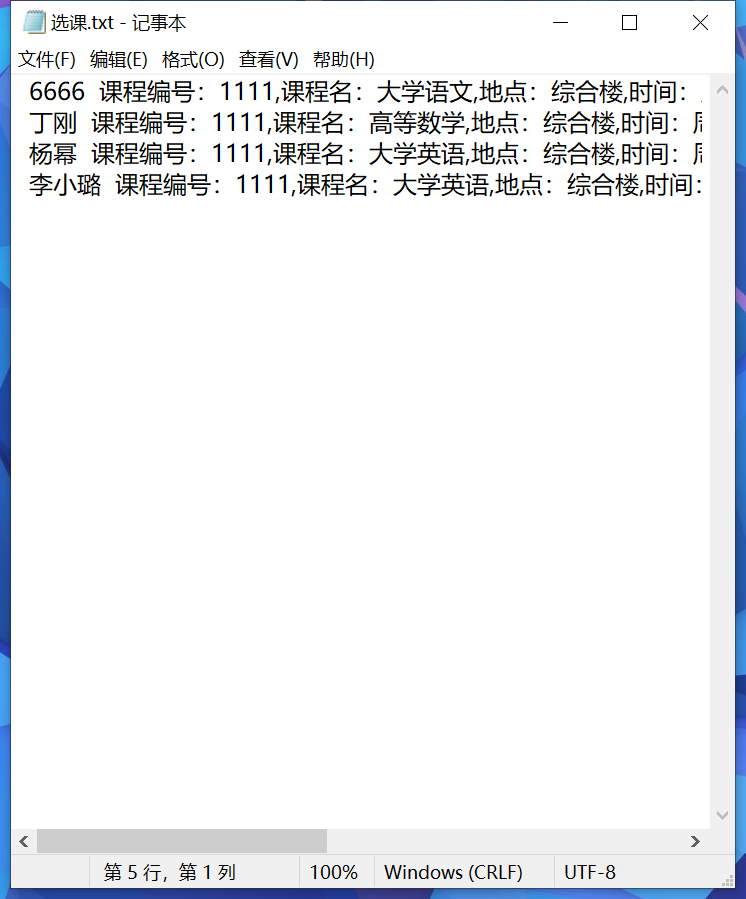 选课.txt - 记事本
文件(F) 编辑(E) 格式(O) 查看(V) 帮助(H)
6666 课程编号：1111,课程名：大学语文,地点：综合楼,时间：
丁刚 课程编号：1111,课程名：高等数学,地点：综合楼,时间：
杨幂 课程编号：1111,课程名：大学英语,地点：综合楼,时间：
李小璐 课程编号：1111,课程名：大学英语,地点：综合楼,时间：
第 5 行，第 1 列 100% Windows (CRLF) UTF-8